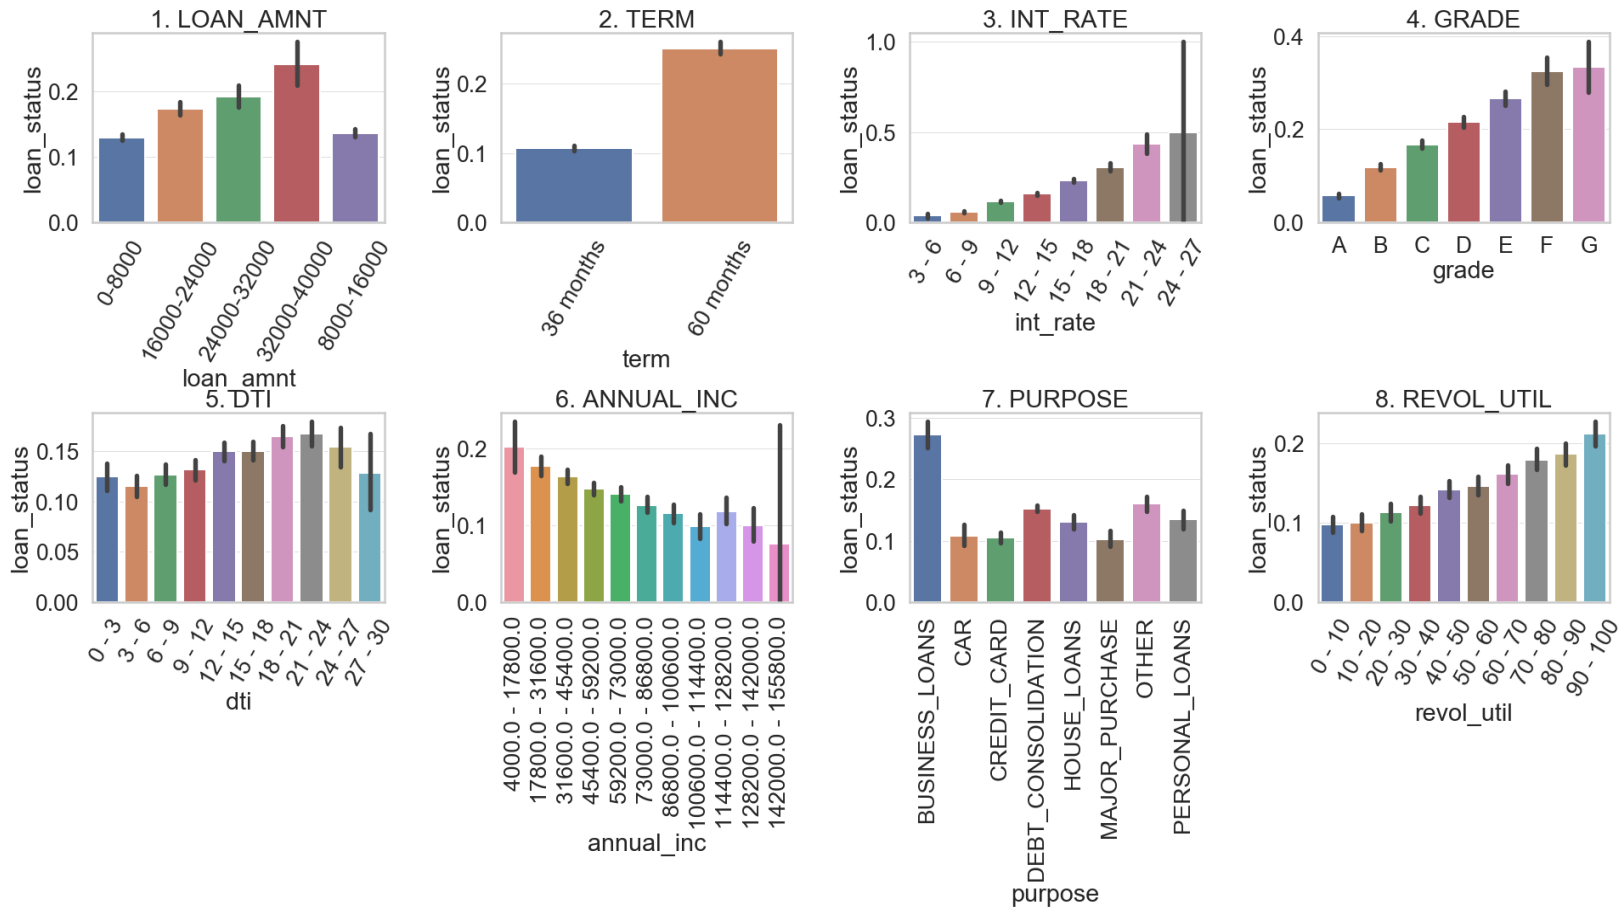 1. LOAN_AMNT
loan_status
0.2
0.1
0.0
0-8000
16000-24000
24000-32000
32000-40000
8000-16000
loan_amnt
2. TERM
loan_status
0.2
0.1
0.0
36 months
60 months
term
3. INT_RATE
loan_status
1.0
0.5
0.0
3 - 6
6 - 9
9 - 12
12 - 15
15 - 18
18 - 21
21 - 24
24 - 27
int_rate
4. GRADE
loan_status
0.4
0.2
0.0
A
B
C
D
E
F
G
grade
5. DTI
loan_status
0.15
0.10
0.05
0.00
0 - 3
3 - 6
6 - 9
9 - 12
12 - 15
15 - 18
18 - 21
21 - 24
24 - 27
27 - 30
dti
6. ANNUAL_INC
loan_status
0.2
0.1
0.0
4000.0 - 17800.0
17800.0 - 31600.0
31600.0 - 45400.0
45400.0 - 59200.0
59200.0 - 73000.0
73000.0 - 86800.0
86800.0 - 100600.0
100600.0 - 114400.0
114400.0 - 128200.0
128200.0 - 142000.0
142000.0 - 155800.0
annual_inc
7. PURPOSE
loan_status
0.3
0.2
0.1
0.0
BUSINESS_LOANS
CAR
CREDIT_CARD
DEBT_CONSOLIDATION
HOUSE_LOANS
MAJOR_PURCHASE
OTHER
PERSONAL_LOANS
purpose
8. REVOL_UTIL
loan_status
0.2
0.1
0.0
0 - 10
10 - 20
20 - 30
30 - 40
40 - 50
50 - 60
60 - 70
70 - 80
80 - 90
90 - 100
revol_util